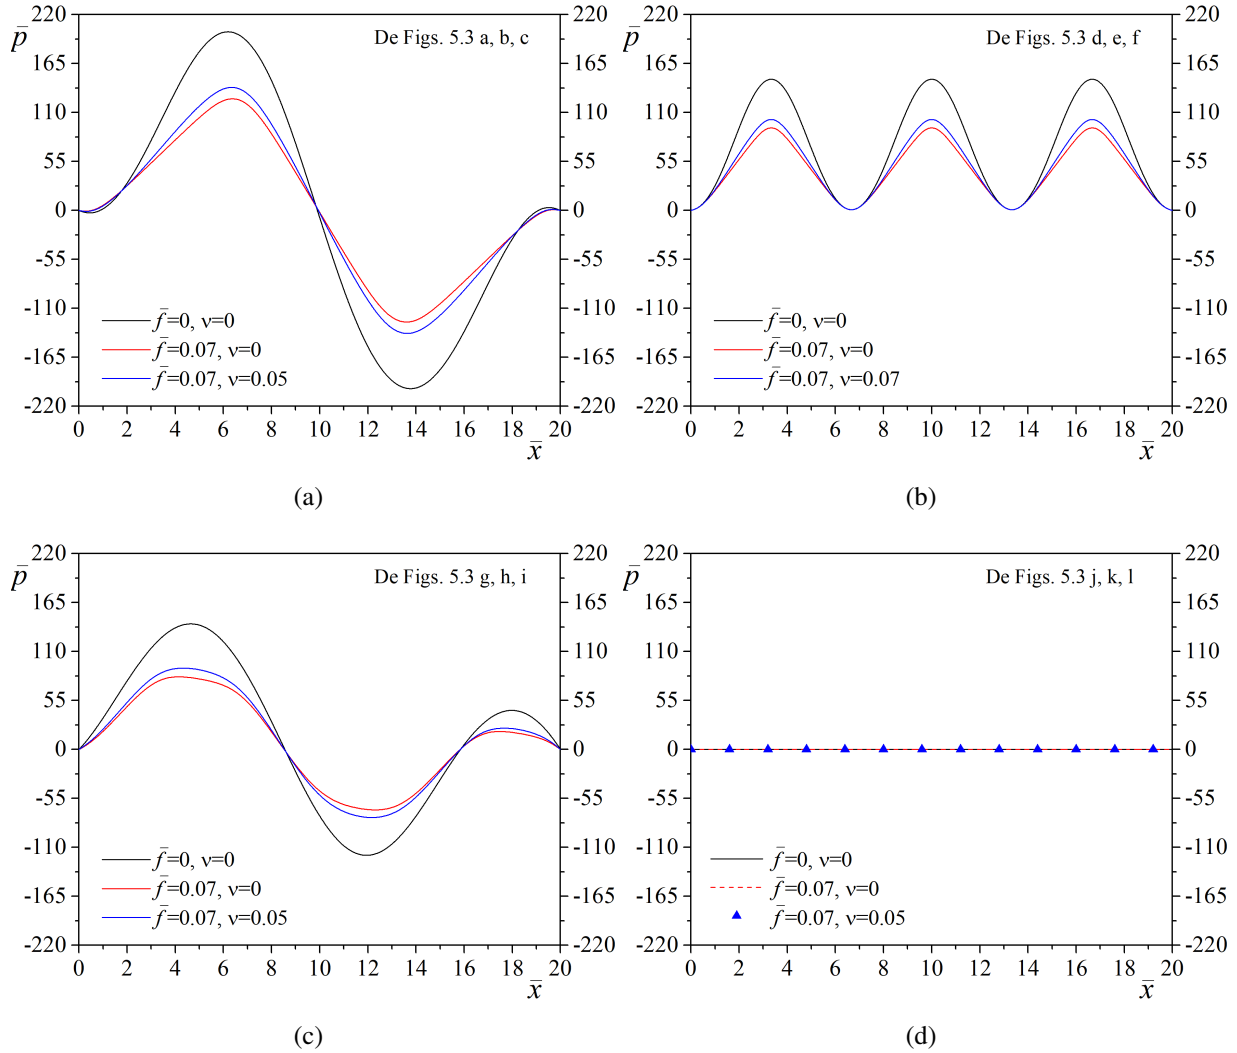 220
165
110
55
0
-55
-110
-165
-220
p̄
De Figs. 5.3 a, b, c
f̄=0, ν=0
f̄=0.07, ν=0
f̄=0.07, ν=0.05
220
165
110
55
0
-55
-110
-165
-220
0 2 4 6 8 10 12 14 16 18 20
x̄
(a)
220
165
110
55
0
-55
-110
-165
-220
p̄
De Figs. 5.3 d, e, f
f̄=0, ν=0
f̄=0.07, ν=0
f̄=0.07, ν=0.07
220
165
110
55
0
-55
-110
-165
-220
0 2 4 6 8 10 12 14 16 18 20
x̄
(b)
220
165
110
55
0
-55
-110
-165
-220
p̄
De Figs. 5.3 g, h, i
f̄=0, ν=0
f̄=0.07, ν=0
f̄=0.07, ν=0.05
220
165
110
55
0
-55
-110
-165
-220
0 2 4 6 8 10 12 14 16 18 20
x̄
(c)
220
165
110
55
0
-55
-110
-165
-220
p̄
De Figs. 5.3 j, k, l
f̄=0, ν=0
f̄=0.07, ν=0
f̄=0.07, ν=0.05
220
165
110
55
0
-55
-110
-165
-220
0 2 4 6 8 10 12 14 16 18 20
x̄
(d)